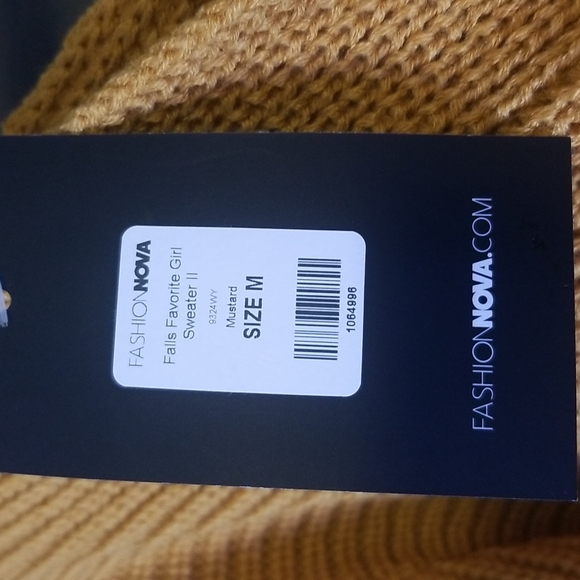 FASHIONNOVA
Falls Favorite Girl
Sweater II
9324WY
Mustard
SIZE M
1064996
FASHIONNOVA.COM